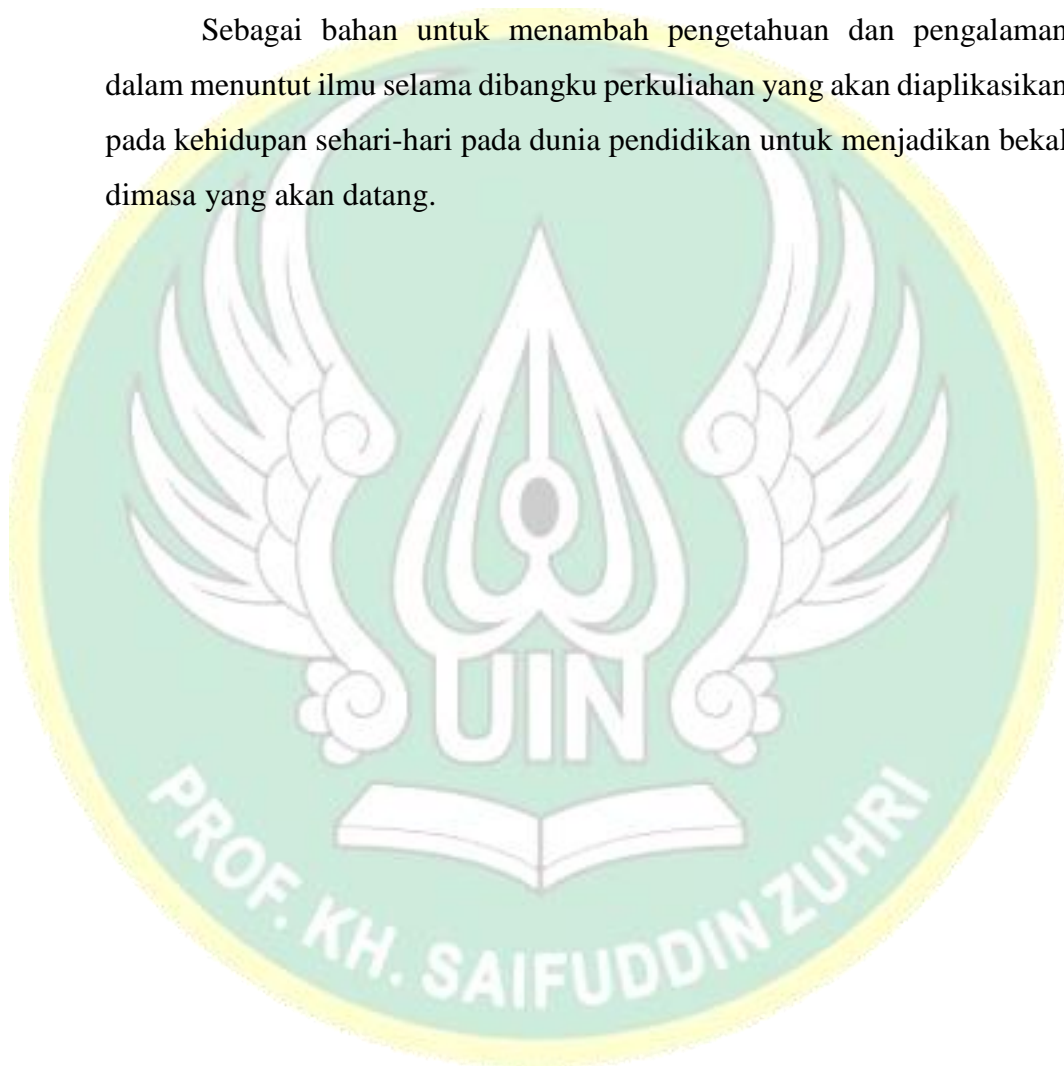 Sebagai bahan untuk menambah pengetahuan dan pengalaman
dalam menuntut ilmu selama dibangku perkuliahan yang akan diaplikasikan
pada kehidupan sehari-hari pada dunia pendidikan untuk menjadikan bekal
dimasa yang akan datang.
UIN
PROF. KH. SAIFUDDIN ZUHRI